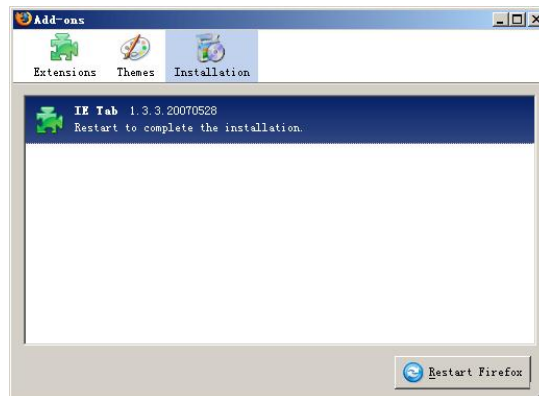 Add-ons
Extensions Themes Installation
IE Tab 1.3.3.20070528
Restart to complete the installation.
Restart Firefox